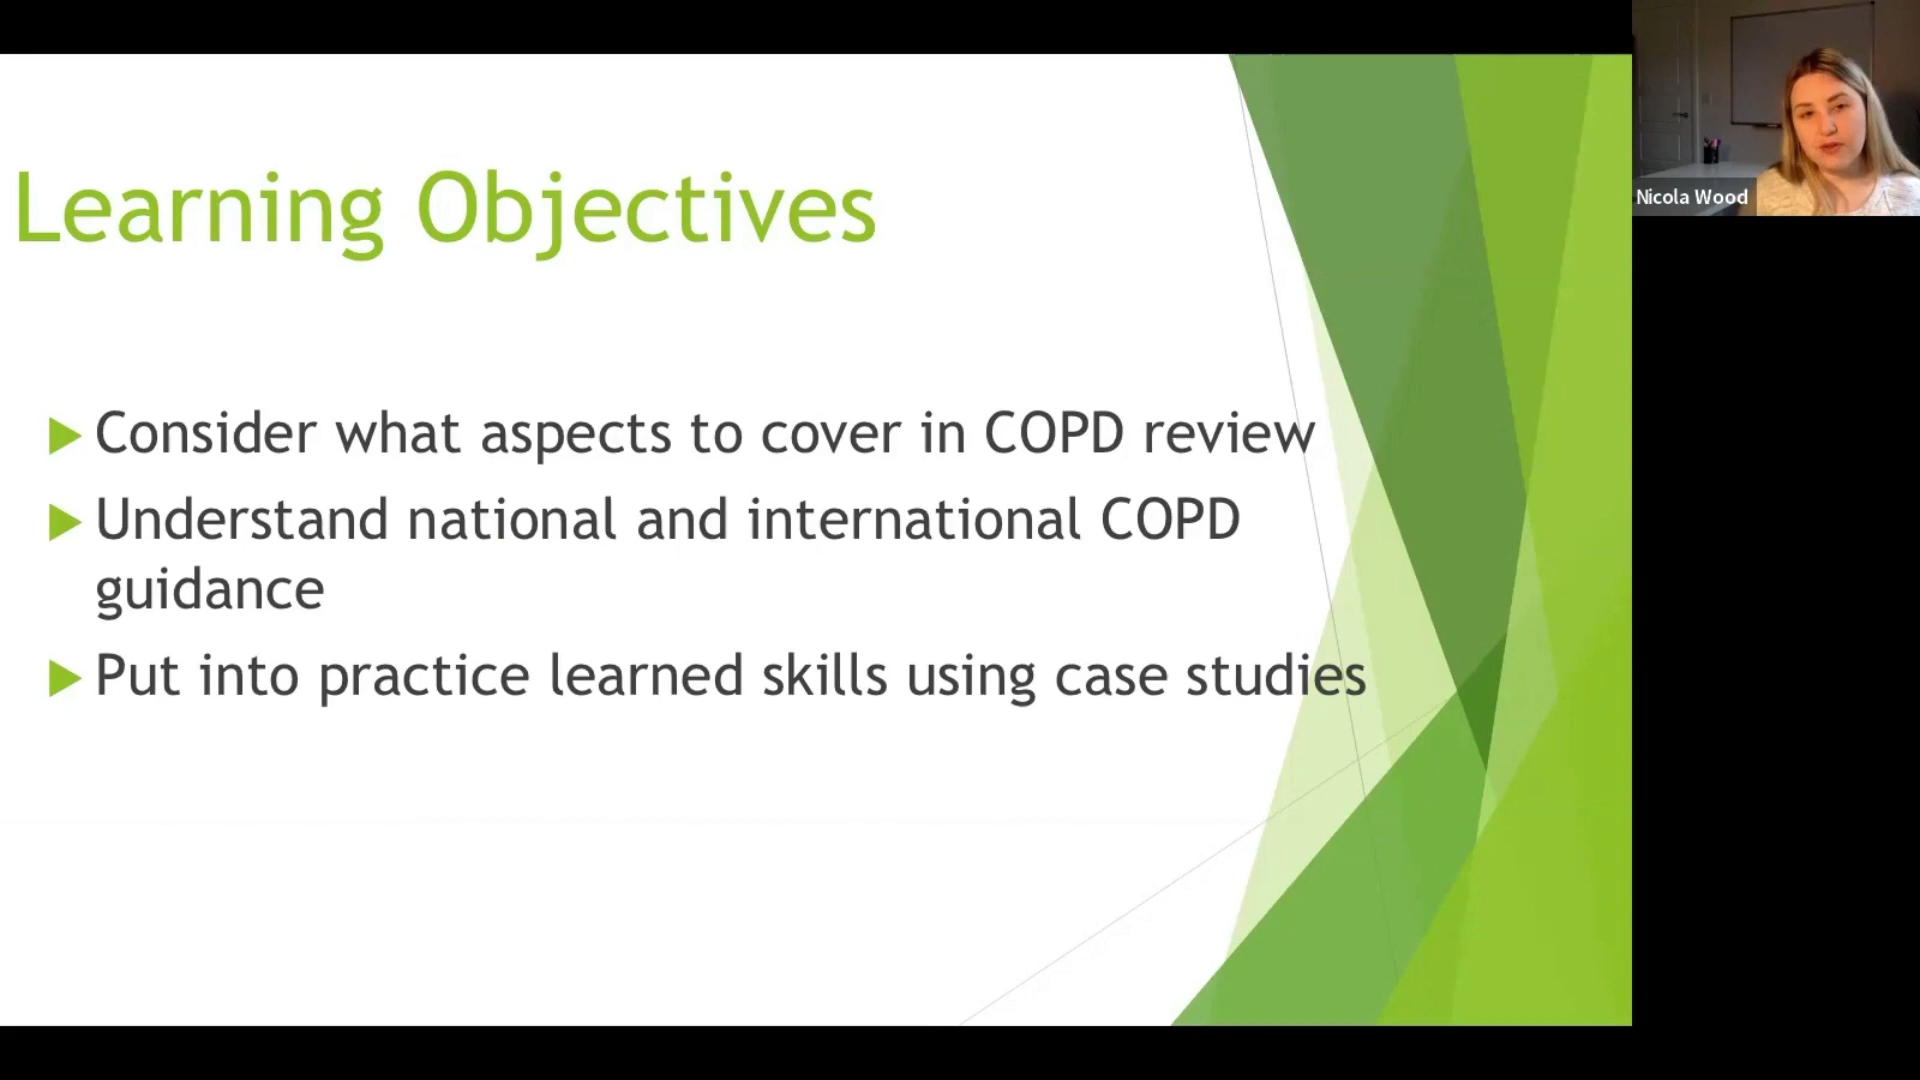 Learning Objectives
Consider what aspects to cover in COPD review
Understand national and international COPD
guidance
Put into practice learned skills using case studies
Nicola Wood